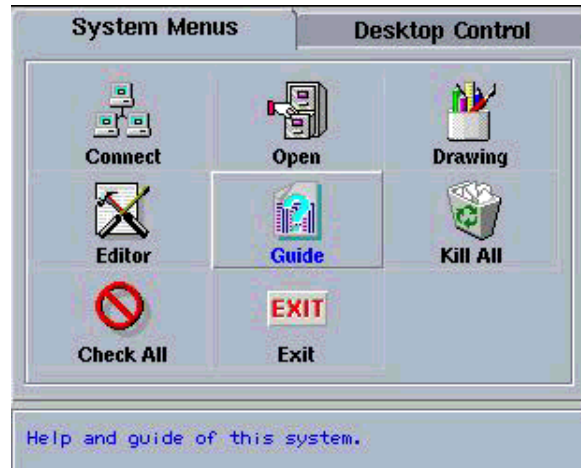 System Menus Desktop Control
Connect Open Drawing
Editor Guide Kill All
EXIT
Check All Exit
Help and guide of this system.